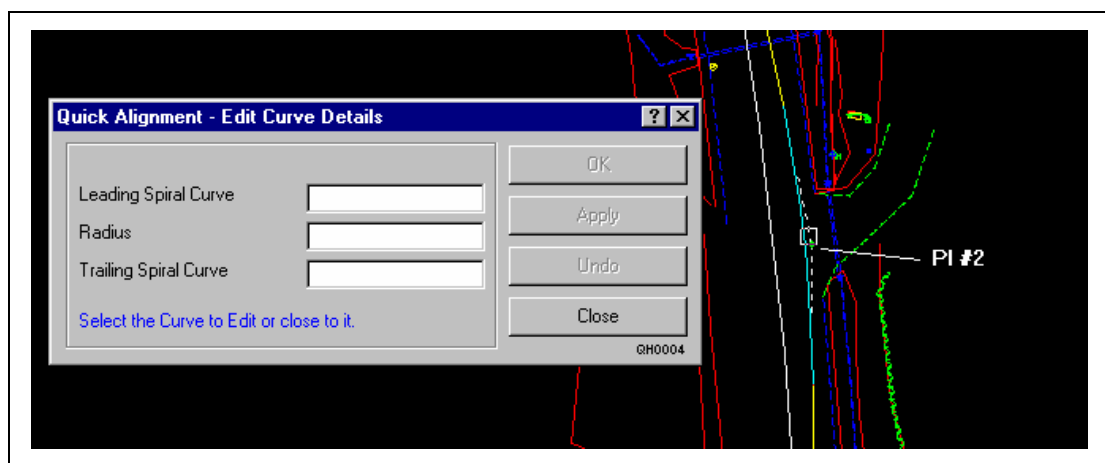 Quick Alignment - Edit Curve Details
Leading Spiral Curve
Radius
Trailing Spiral Curve
Select the Curve to Edit or close to it.
OK
Apply
Undo
Close
QH0004
PI #2